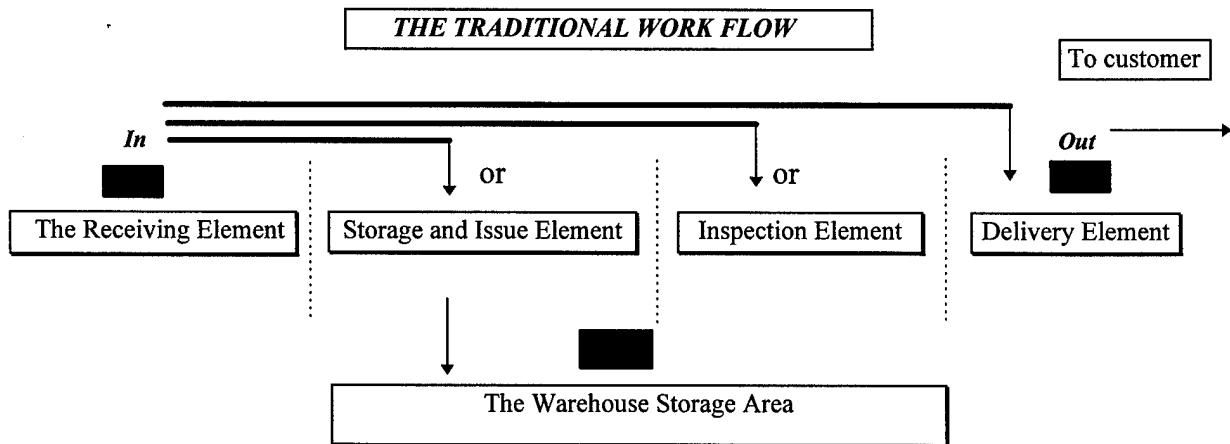 THE TRADITIONAL WORK FLOW
To customer
In
Out
or
or
The Receiving Element
Storage and Issue Element
Inspection Element
Delivery Element
The Warehouse Storage Area